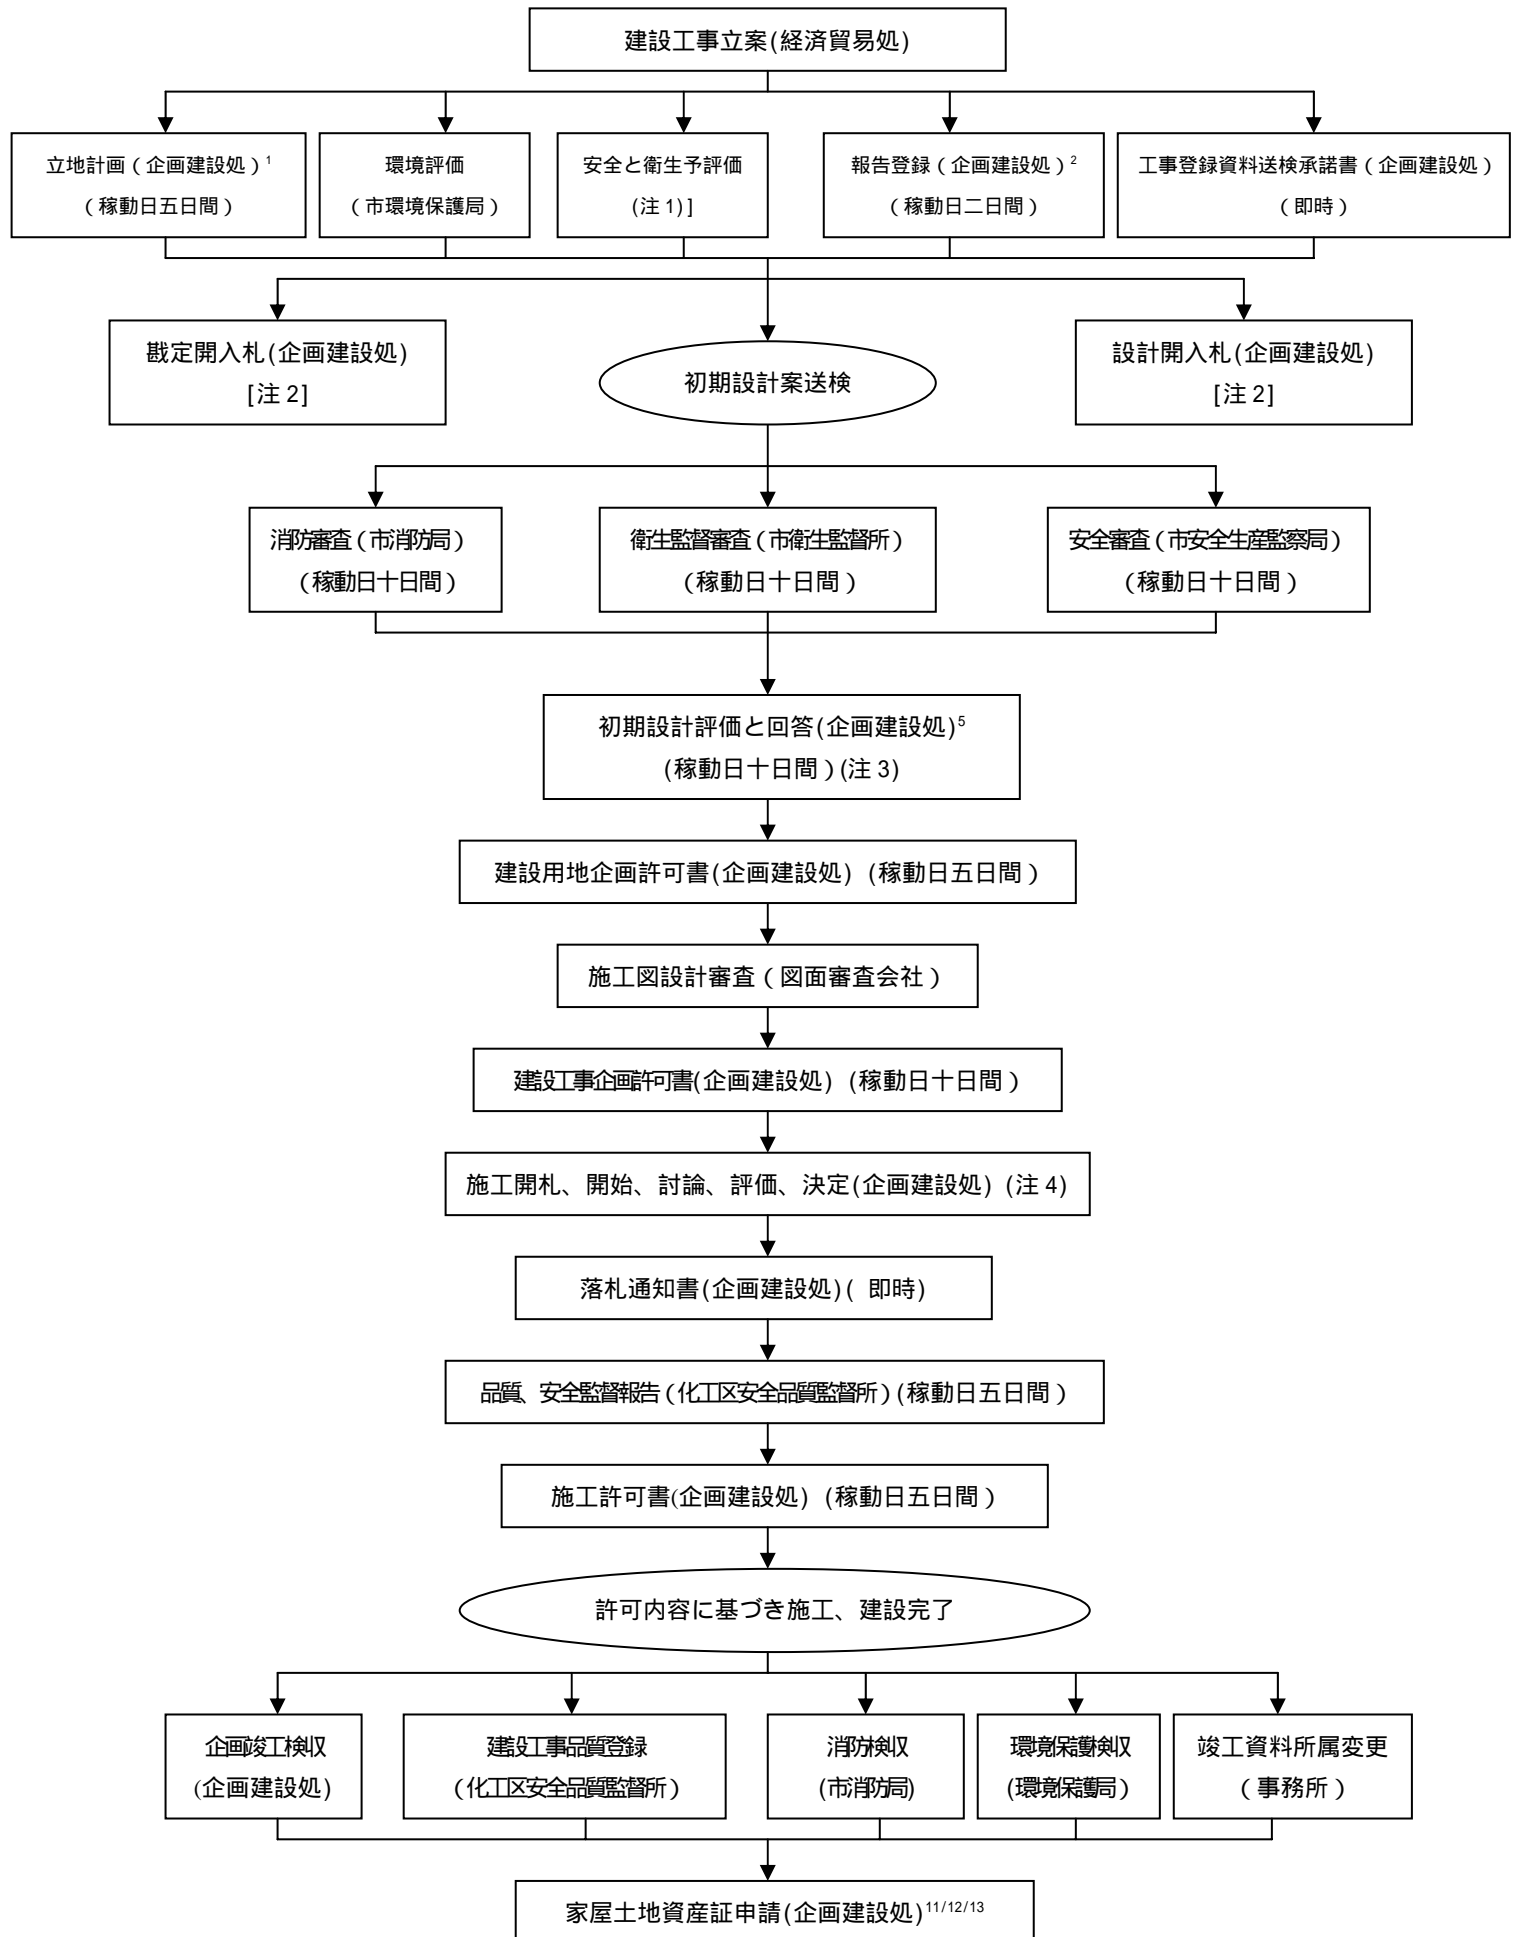 建設工事立案(経済貿易処)
立地計画（企画建設処）1
（稼動日五日間）
環境評価
（市環境保護局）
安全と衛生予評価
(注1)]
報告登録（企画建設処）2
（稼動日二日間）
工事登録資料送検承諾書（企画建設処）
（即時）
戡定開入札(企画建設処)
[注2]
初期設計案送検
設計開入札(企画建設処)
[注2]
消防審査（市消防局）
（稼動日十日間）
衛生監督審査（市衛生監督所）
（稼動日十日間）
安全審査（市安全生産監察局）
（稼動日十日間）
初期設計評価と回答(企画建設処)5
(稼動日十日間）(注3)
建設用地企画許可書(企画建設処) (稼動日五日間）
施工図設計審査（図面審査会社）
建設工事企画許可書(企画建設処) (稼動日十日間）
施工開札、開始、討論、評価、決定(企画建設処) (注4)
落札通知書(企画建設処)( 即時)
品質、安全監督報告（化工区安全品質監督所）(稼動日五日間）
施工許可書(企画建設処) (稼動日五日間）
許可内容に基づき施工、建設完了
企画竣工検収
(企画建設処)
建設工事品質登録
（化工区安全品質監督所）
消防検収
(市消防局)
環境保護検収
(環境保護局）
竣工資料所属変更
（事務所）
家屋土地資産証申請(企画建設処)11/12/13